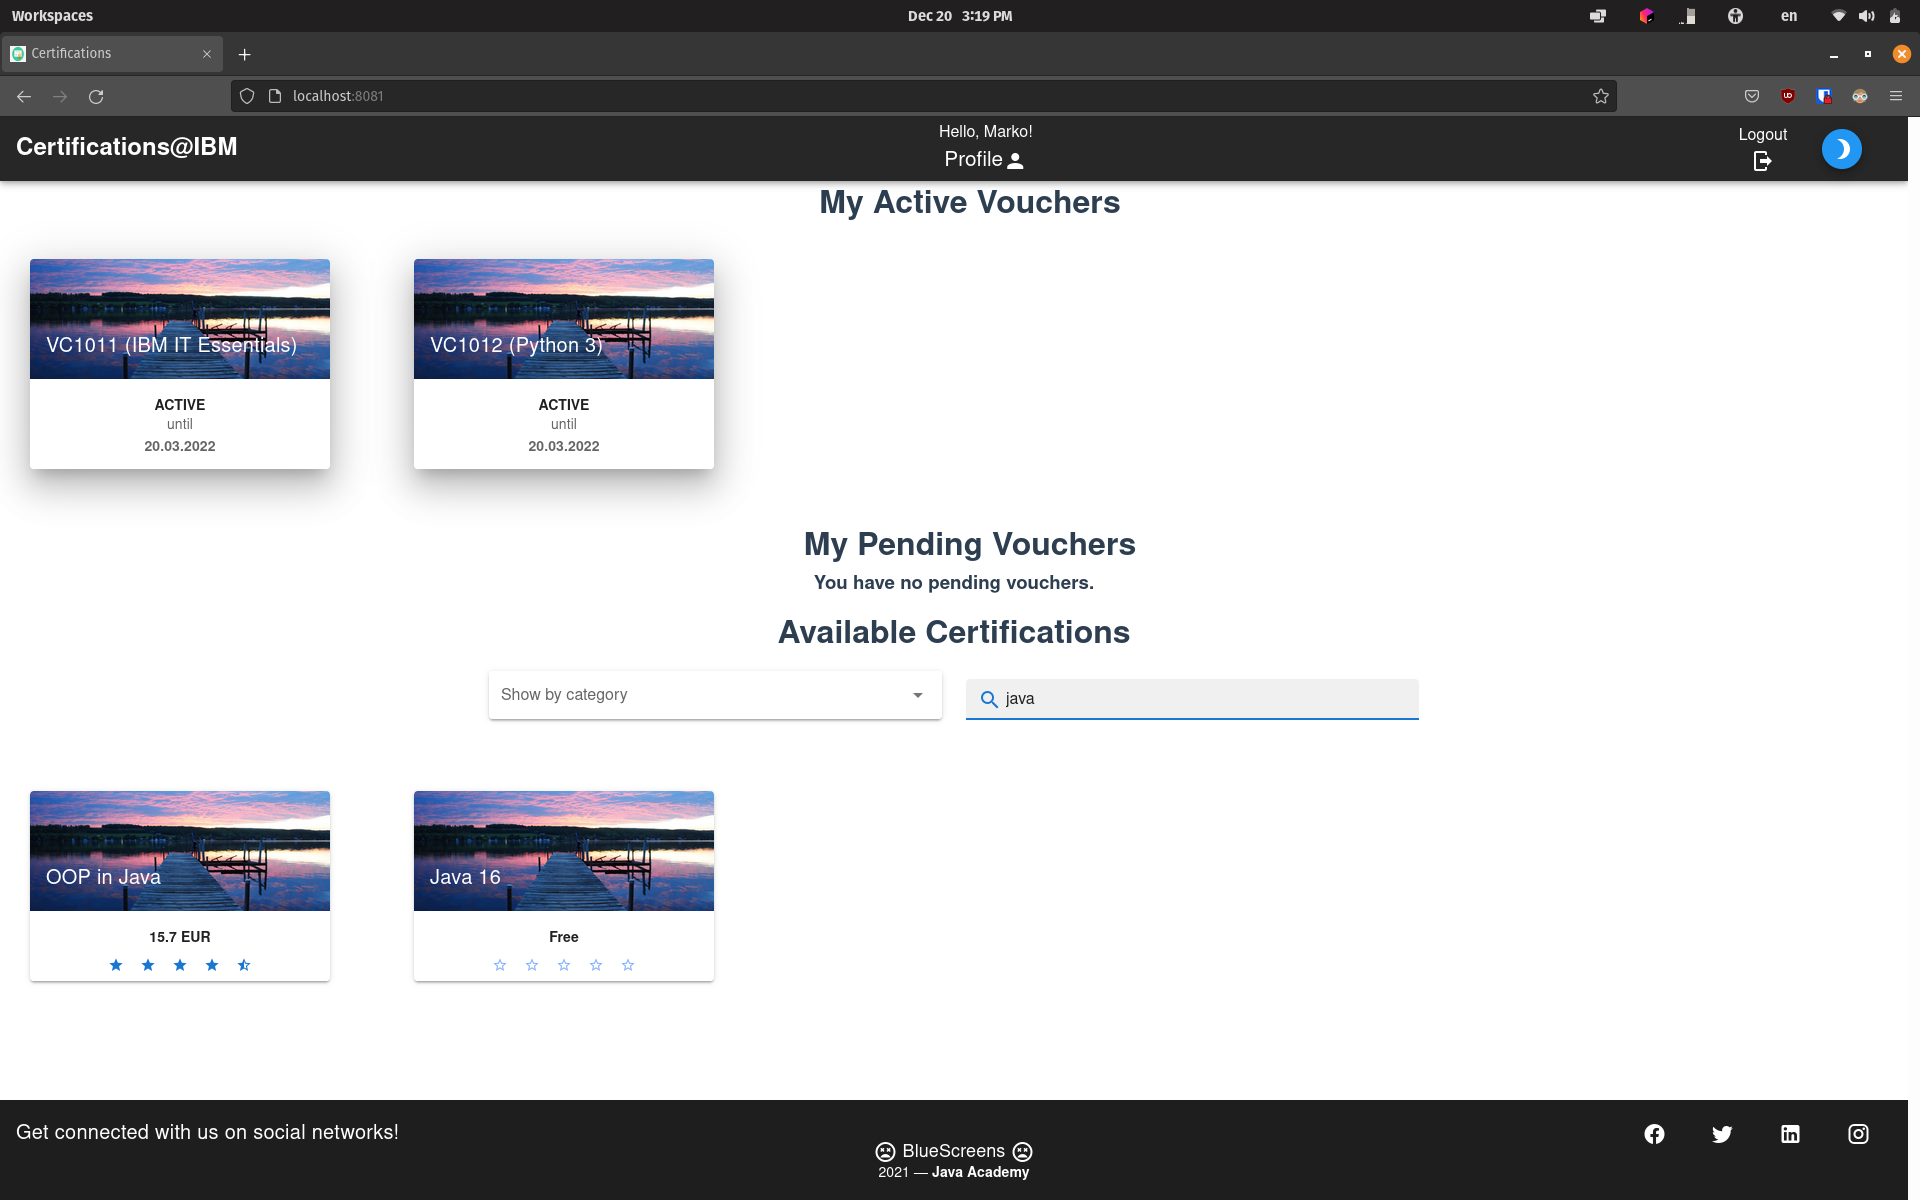 Workspaces
Dec 20 3:19 PM
en
Certifications
localhost:8081
Certifications@IBM
Hello, Marko!
Profile
Logout
My Active Vouchers
VC1011 (IBM IT Essentials)
ACTIVE
until
20.03.2022
VC1012 (Python 3)
ACTIVE
until
20.03.2022
My Pending Vouchers
You have no pending vouchers.
Available Certifications
Show by category
java
OOP in Java
15.7 EUR
Java 16
Free
Get connected with us on social networks!
BlueScreens
2021 — Java Academy